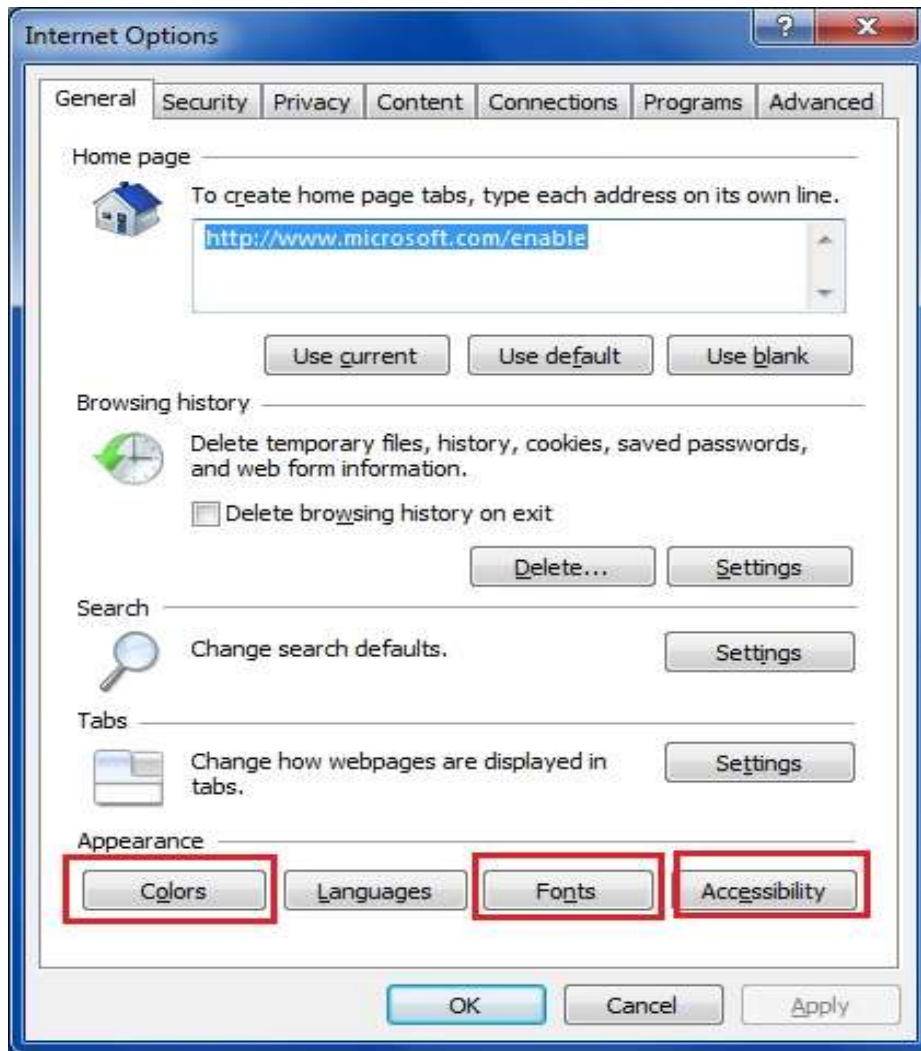 Internet Options
?
X
General Security Privacy Content Connections Programs Advanced
Home page
To create home page tabs, type each address on its own line.
http://www.microsoft.com/enable
Use current Use default Use blank
Browsing history
Delete temporary files, history, cookies, saved passwords,
and web form information.
Delete browsing history on exit
Delete... Settings
Search
Change search defaults.
Settings
Tabs
Change how webpages are displayed in
tabs.
Settings
Appearance
Colors Languages Fonts Accessibility
OK Cancel Apply